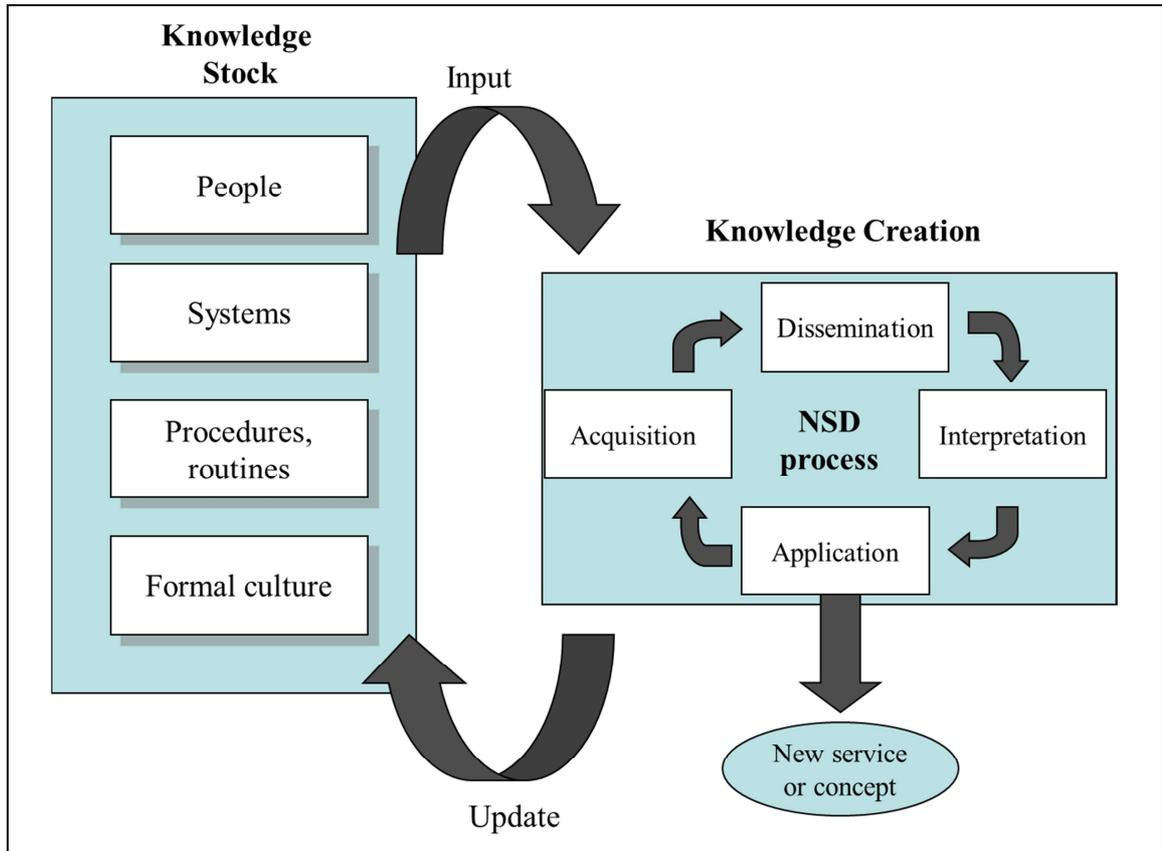 Knowledge
Stock
People
Systems
Procedures,
routines
Formal culture
Input
Update
Knowledge Creation
Dissemination
Acquisition
NSD
process
Interpretation
Application
New service
or concept